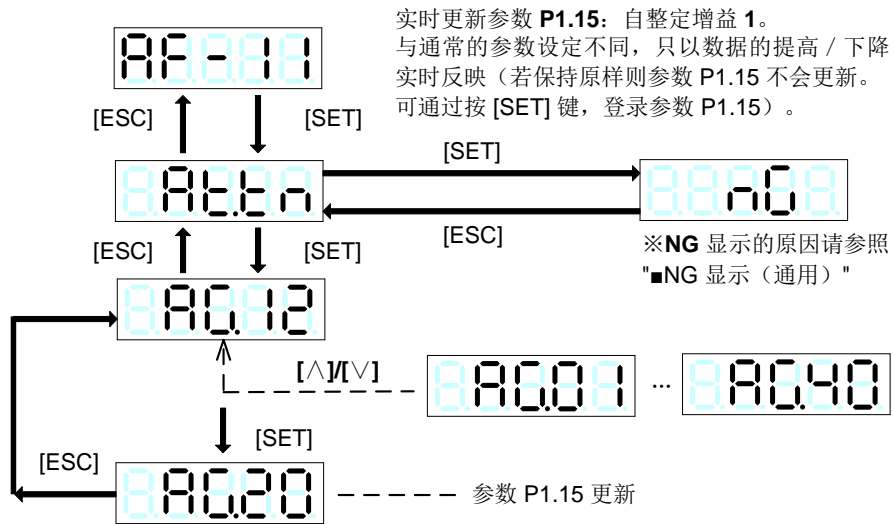 实时更新参数 P1.15：自整定增益 1。
与通常的参数设定不同，只以数据的提高／下降
实时反映（若保持原样则参数 P1.15 不会更新。
可通过按 [SET] 键，登录参数 P1.15）。
AF-11
[ESC]
[SET]
At.t n
[SET]
[ESC]
nG
※NG 显示的原因请参照
"■NG 显示（通用）"
[ESC]
[SET]
AG.12
[∧]/[∨]
AG.01
...
AG.40
[SET]
[ESC]
AG.20
参数 P1.15 更新